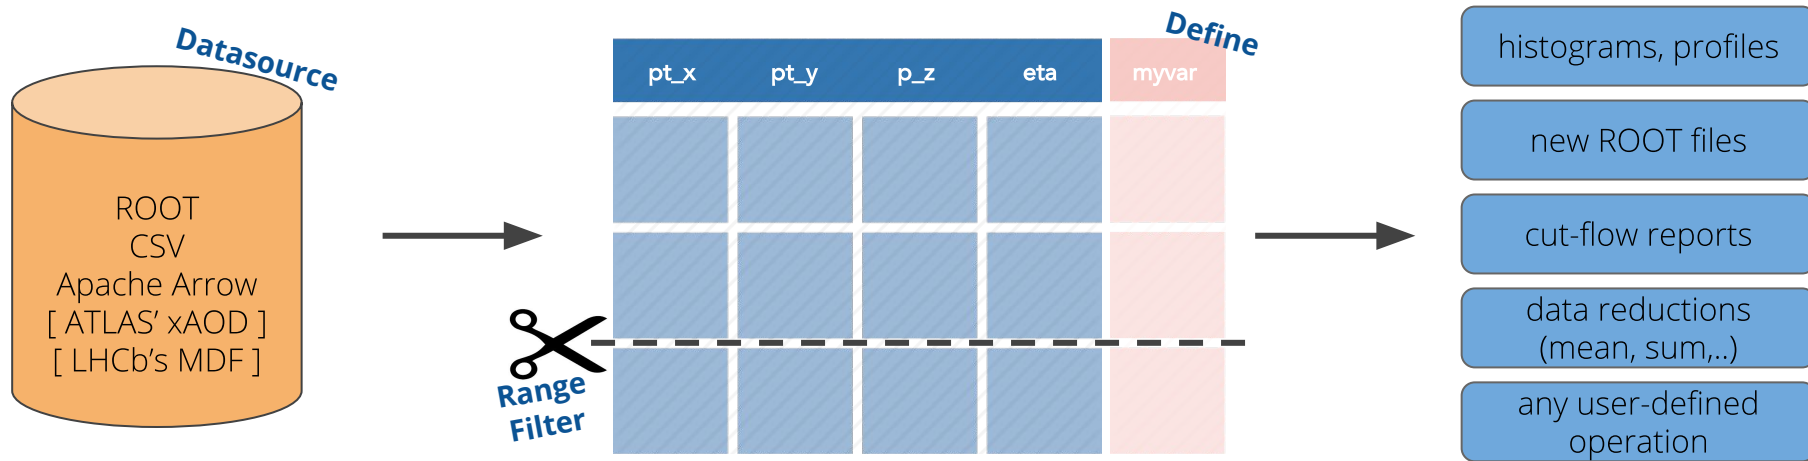 Datasource
ROOT
CSV
Apache Arrow
[ ATLAS’ xAOD ]
[ LHCb’s MDF ]
Range
Filter
Define
pt_x pt_y p_z eta myvar
histograms, profiles
new ROOT files
cut-flow reports
data reductions
(mean, sum,..)
any user-defined
operation